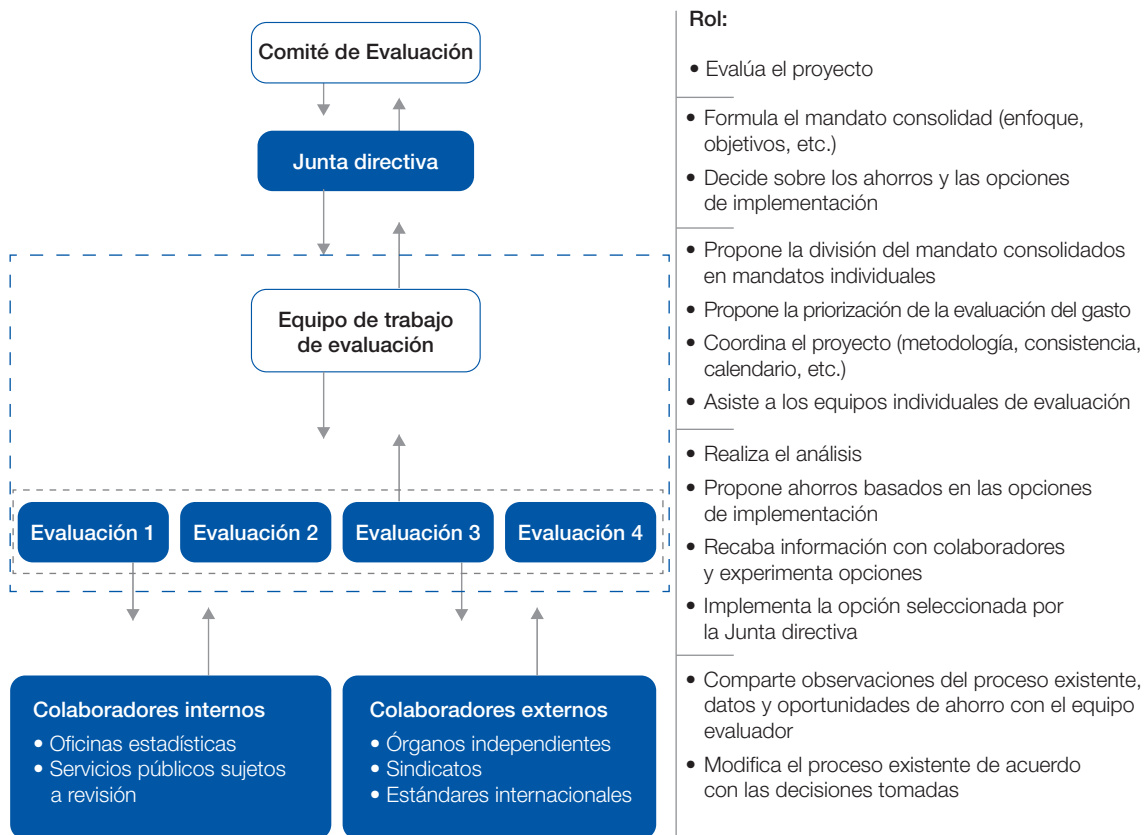 Comité de Evaluación
Junta directiva
Equipo de trabajo
de evaluación
Evaluación 1
Evaluación 2
Evaluación 3
Evaluación 4
Colaboradores internos
• Oficinas estadísticas
• Servicios públicos sujetos
a revisión
Colaboradores externos
• Órganos independientes
• Sindicatos
• Estándares internacionales
Rol:
• Evalúa el proyecto
• Formula el mandato consolidad (enfoque,
objetivos, etc.)
• Decide sobre los ahorros y las opciones
de implementación
• Propone la división del mandato consolidados
en mandatos individuales
• Propone la priorización de la evaluación del gasto
• Coordina el proyecto (metodología, consistencia,
calendario, etc.)
• Asiste a los equipos individuales de evaluación
• Realiza el análisis
• Propone ahorros basados en las opciones
de implementación
• Recaba información con colaboradores
y experimenta opciones
• Implementa la opción seleccionada por
la Junta directiva
• Comparte observaciones del proceso existente,
datos y oportunidades de ahorro con el equipo
evaluador
• Modifica el proceso existente de acuerdo
con las decisiones tomadas